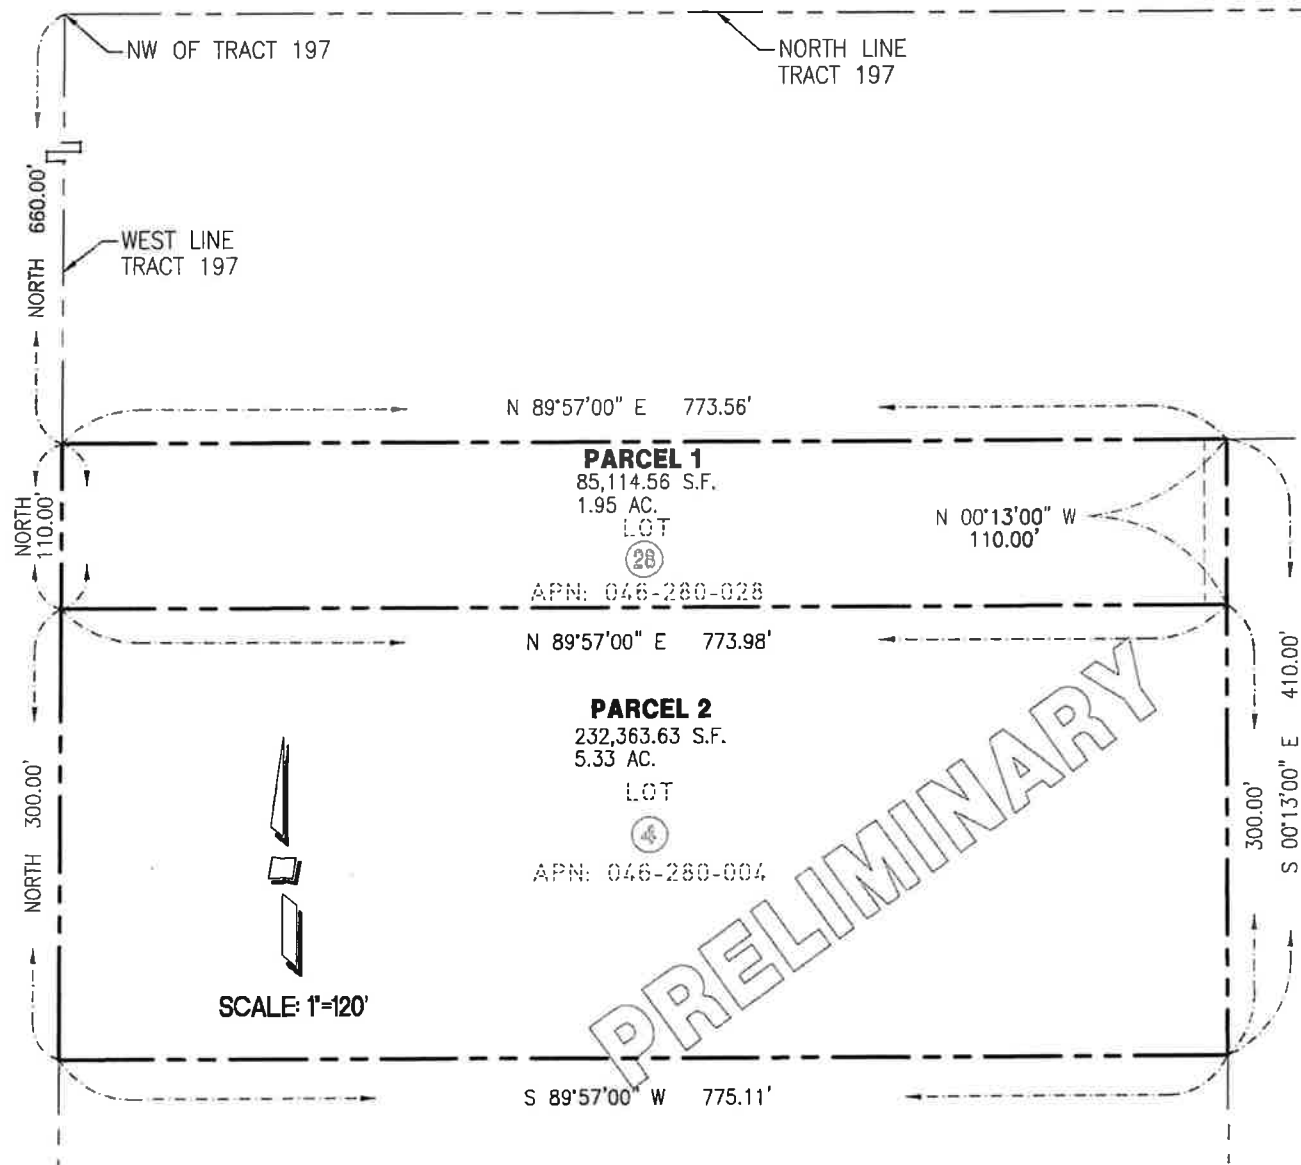 NW OF TRACT 197
NORTH LINE
TRACT 197
NORTH 660.00'
WEST LINE
TRACT 197
N 89°57'00" E 773.56'
PARCEL 1
85,114.56 S.F.
1.95 AC.
LOT
28
APN: 046-280-028
NORTH
110.00'
N 00°13'00" W
110.00'
N 89°57'00" E 773.98'
PARCEL 2
232,363.63 S.F.
5.33 AC.
LOT
4
APN: 046-280-004
NORTH 300.00'
300.00'
S 00°13'00" E 410.00'
PRELIMINARY
SCALE: 1"=120'
S 89°57'00" W 775.11'